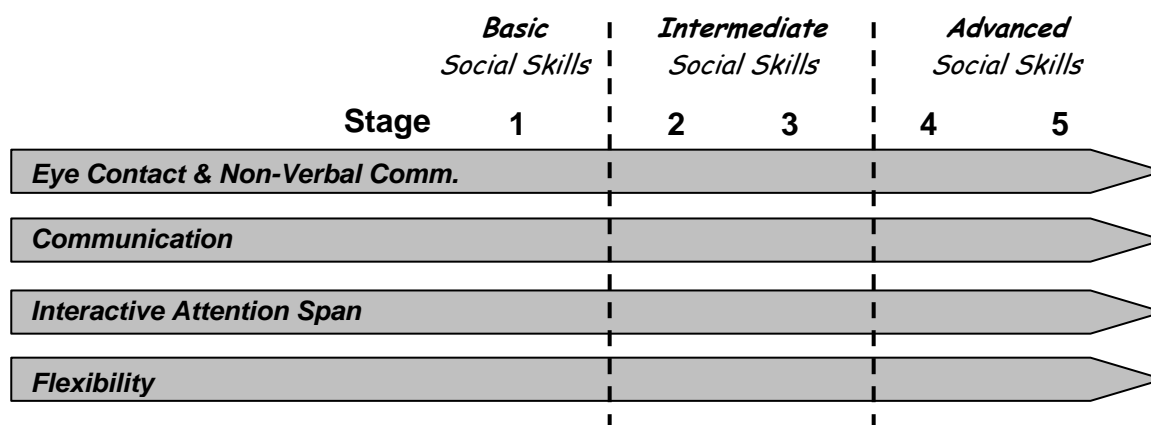 Basic Intermediate Advanced
Social Skills Social Skills Social Skills
Stage 1 2 3 4 5
Eye Contact & Non-Verbal Comm.
Communication
Interactive Attention Span
Flexibility